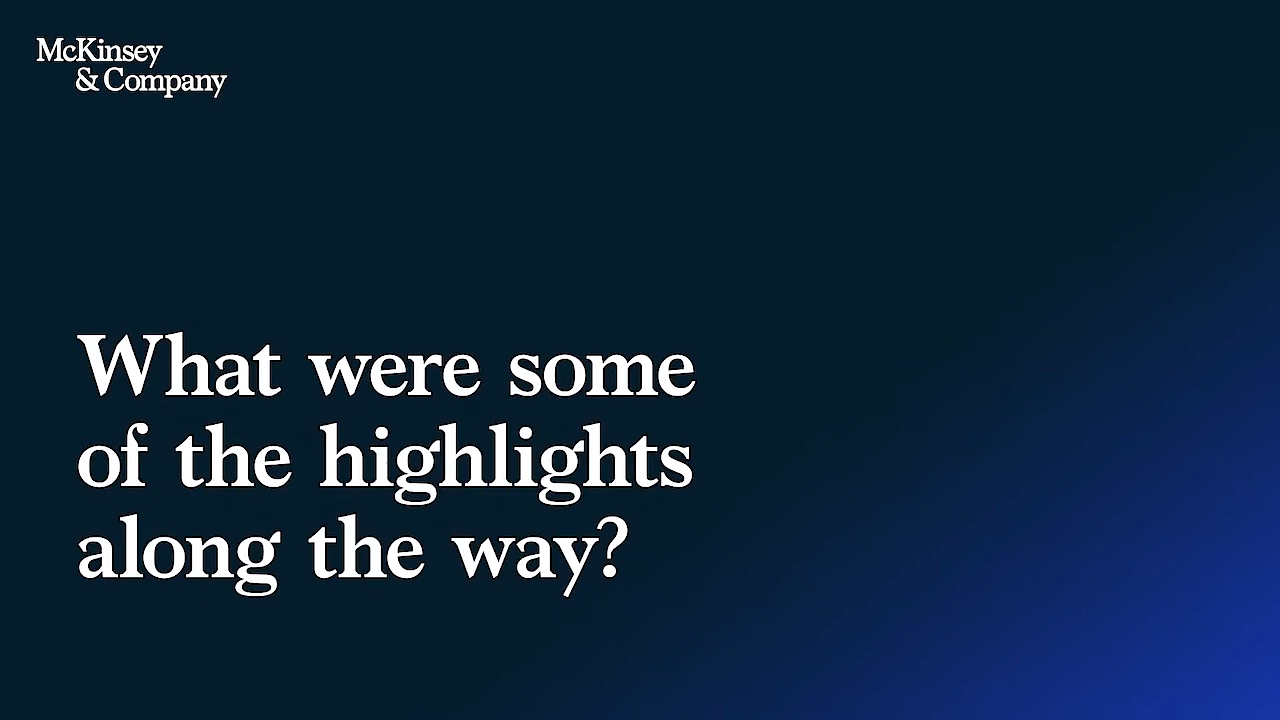 McKinsey
& Company
What were some
of the highlights
along the way?